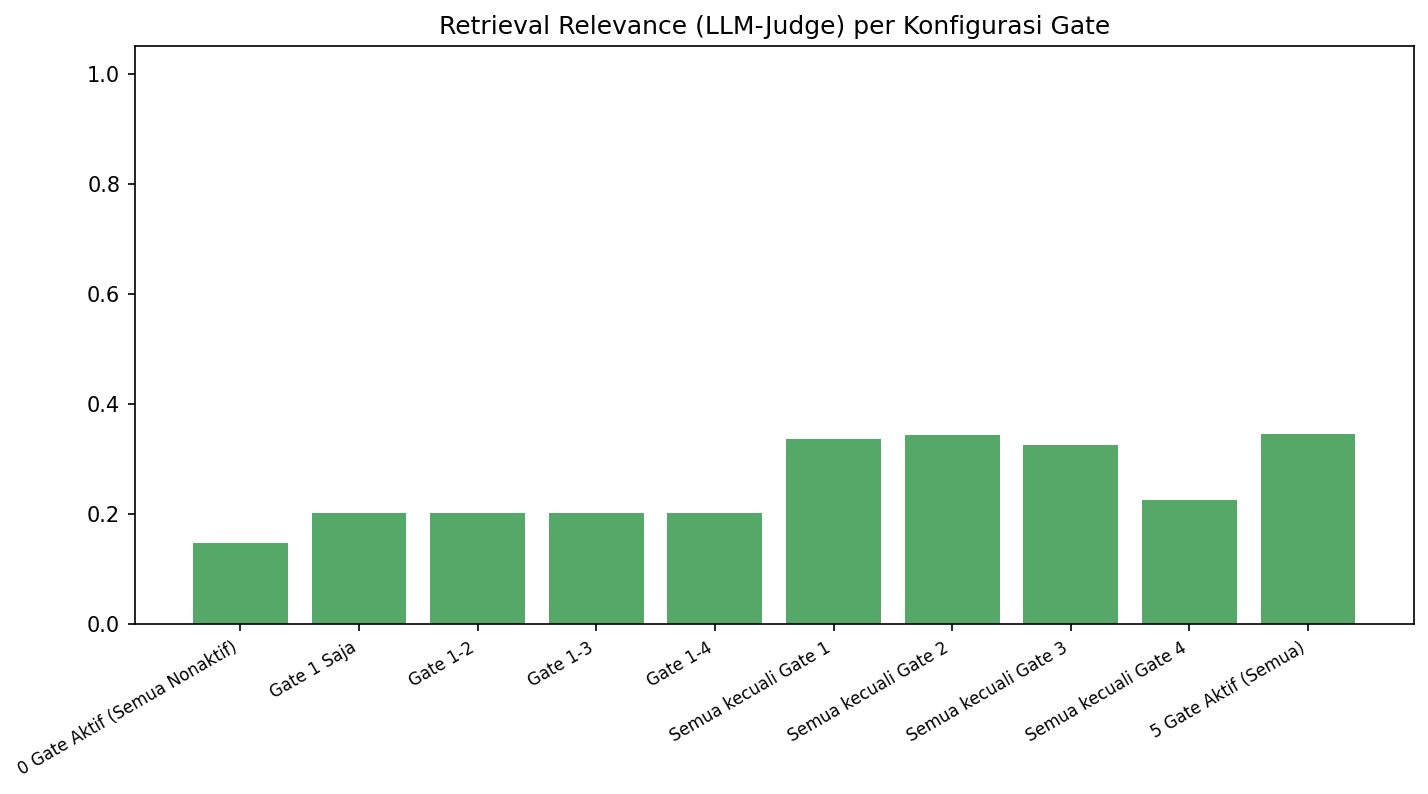 Retrieval Relevance (LLM-Judge) per Konfigurasi Gate
1.0
0.8
0.6
0.4
0.2
0.0
0 Gate Aktif (Semua Nonaktif)
Gate 1 Saja
Gate 1-2
Gate 1-3
Gate 1-4
Semua kecuali Gate 1
Semua kecuali Gate 2
Semua kecuali Gate 3
Semua kecuali Gate 4
5 Gate Aktif (Semua)